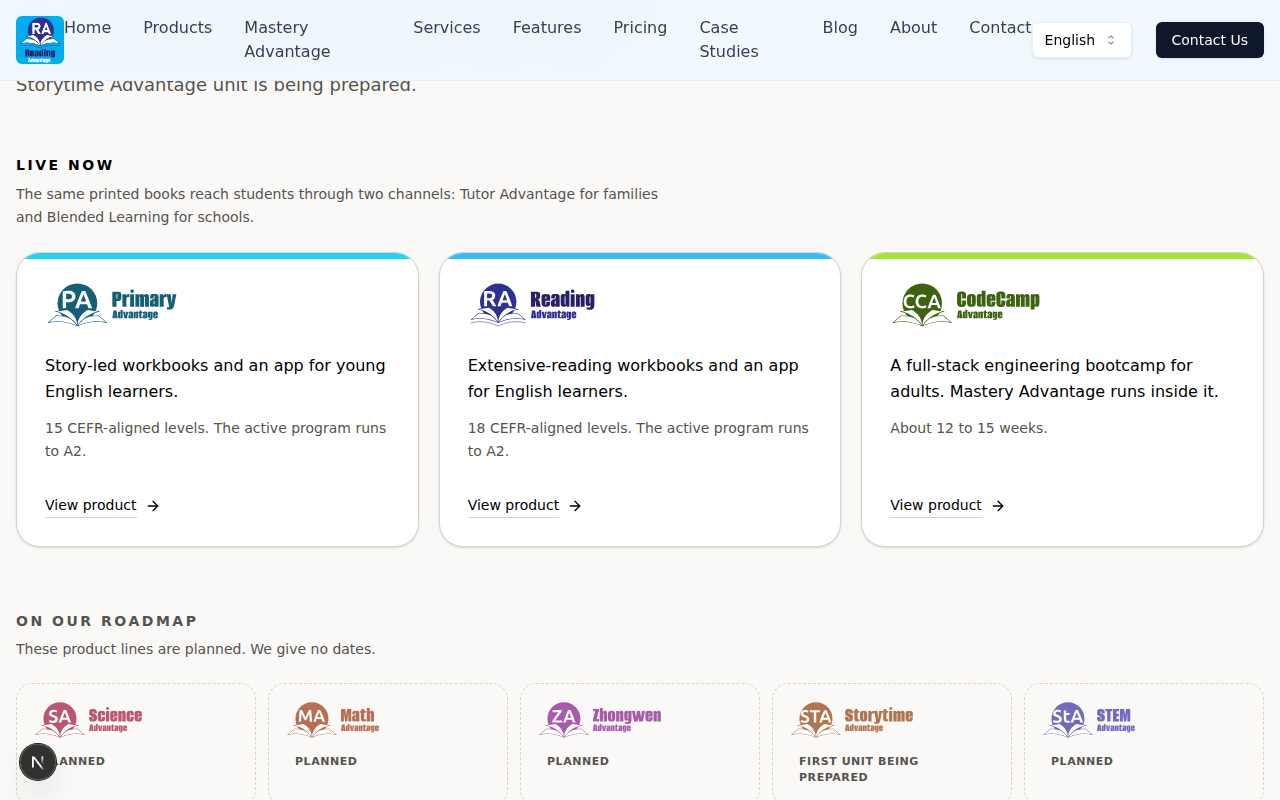 RA
Reading
Advantage
Home
Products
Mastery
Advantage
Services
Features
Pricing
Case
Studies
Blog
About
Contact
English
Contact Us
Storytime Advantage unit is being prepared.
LIVE NOW
The same printed books reach students through two channels: Tutor Advantage for families
and Blended Learning for schools.
PA Primary
Advantage
Story-led workbooks and an app for young
English learners.
15 CEFR-aligned levels. The active program runs
to A2.
View product
RA Reading
Advantage
Extensive-reading workbooks and an app
for English learners.
18 CEFR-aligned levels. The active program runs
to A2.
View product
CCA CodeCamp
Advantage
A full-stack engineering bootcamp for
adults. Mastery Advantage runs inside it.
About 12 to 15 weeks.
View product
ON OUR ROADMAP
These product lines are planned. We give no dates.
SA Science
Advantage
LANNED
MA Math
Advantage
PLANNED
ZA Zhongwen
Advantage
PLANNED
STA Storytime
Advantage
FIRST UNIT BEING
PREPARED
StA STEM
Advantage
PLANNED
N